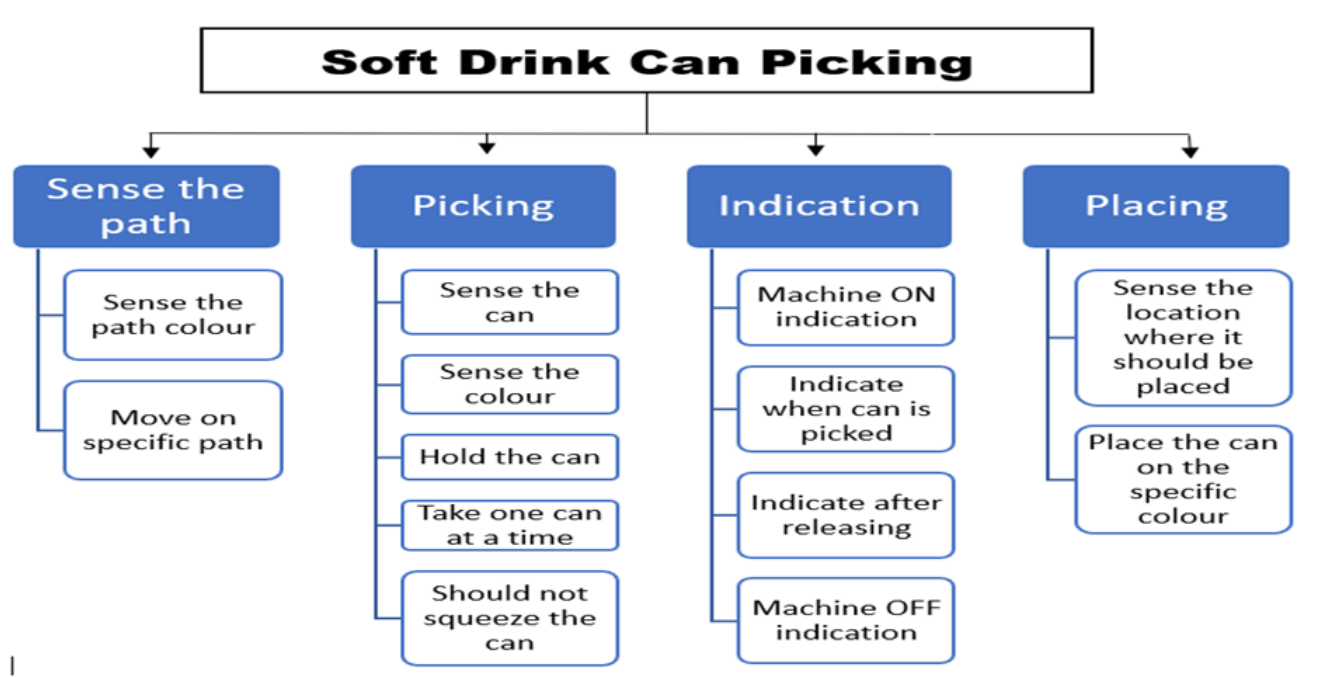 Soft Drink Can Picking
Sense the
path
Sense the
path colour
Move on
specific path
Picking
Sense the
can
Sense the
colour
Hold the can
Take one can
at a time
Should not
squeeze the
can
Indication
Machine ON
indication
Indicate
when can is
picked
Indicate after
releasing
Machine OFF
indication
Placing
Sense the
location
where it
should be
placed
Place the can
on the
specific
colour